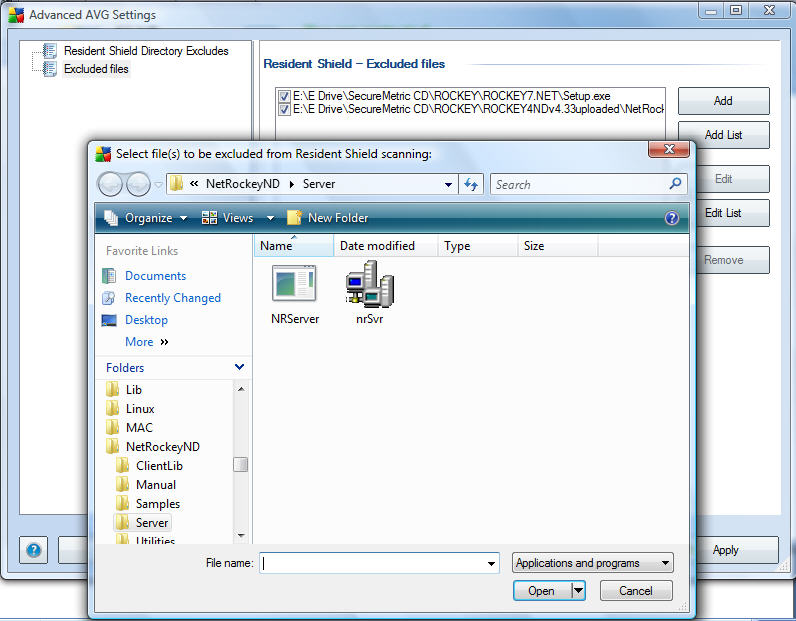 Advanced AVG Settings
Resident Shield Directory Excludes
Excluded files
Resident Shield – Excluded files
E:\E Drive\SecureMetric CD\ROCKEY\ROCKEY7.NET\Setup.exe
E:\E Drive\SecureMetric CD\ROCKEY\ROCKEY4NDv4.33uploaded\NetRock
Add
Add List
Edit
Edit List
Remove
Select file(s) to be excluded from Resident Shield scanning:
« NetRockeyND Server
Search
Organize Views New Folder
Favorite Links
Documents
Recently Changed
Desktop
More »
Folders
Lib
Linux
MAC
NetRockeyND
ClientLib
Manual
Samples
Server
Utilities
Name Date modified Type Size
NRServer nrSvr
File name:
Applications and programs
Open Cancel
Apply